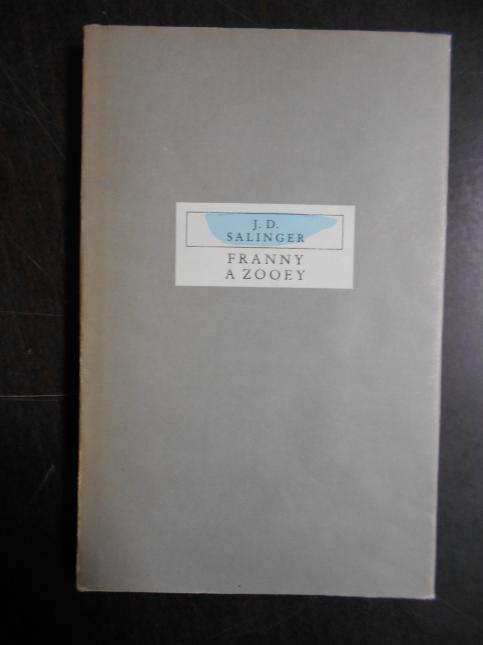 J. D.
SALINGER
FRANNY
A ZOOEY